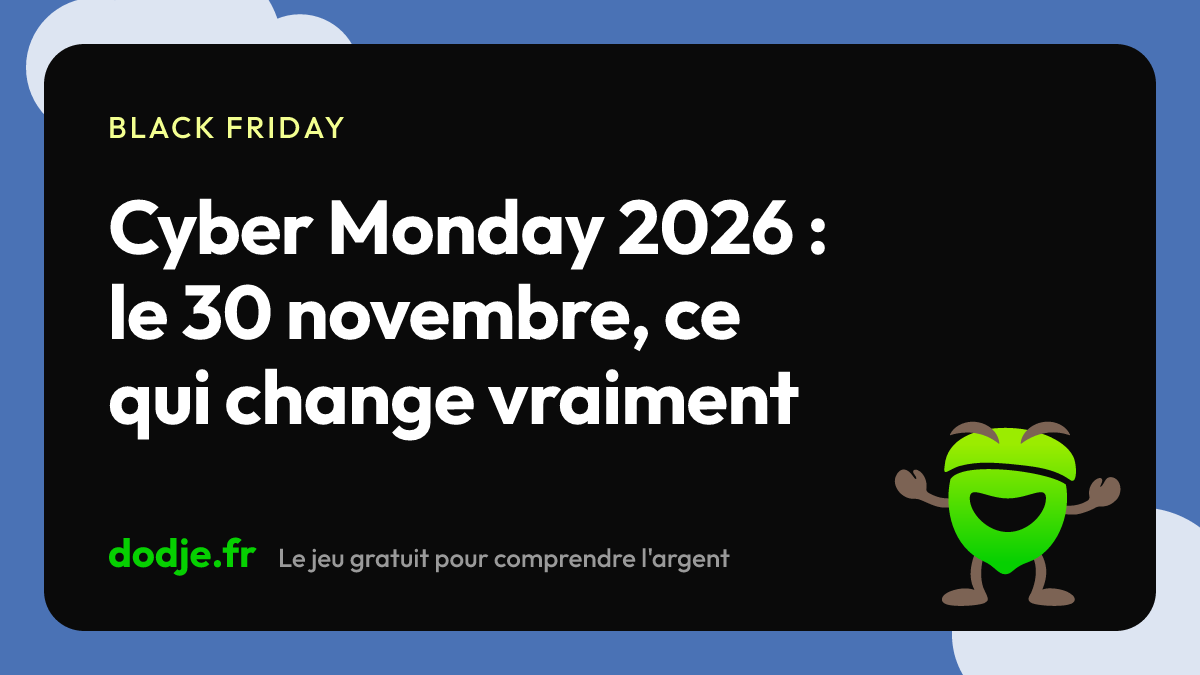 BLACK FRIDAY
Cyber Monday 2026 :
le 30 novembre, ce
qui change vraiment
dodje.fr Le jeu gratuit pour comprendre l'argent